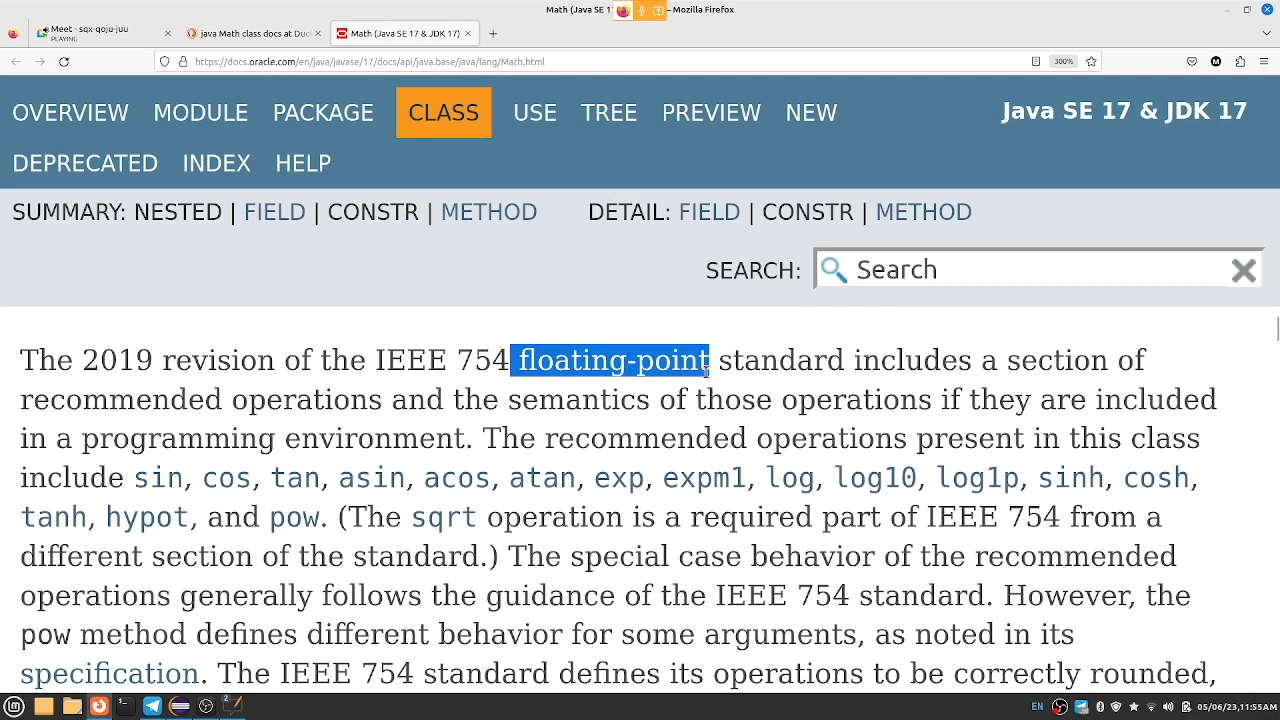 Math (Java SE 1
— Mozilla Firefox
Meet - sqx-qoju-juu
PLAYING
java Math class docs at Duc
Math (Java SE 17 & JDK 17)
https://docs.oracle.com/en/java/javase/17/docs/api/java.base/java/lang/Math.html
300%
OVERVIEW MODULE PACKAGE CLASS USE TREE PREVIEW NEW
Java SE 17 & JDK 17
DEPRECATED INDEX HELP
SUMMARY: NESTED | FIELD | CONSTR | METHOD DETAIL: FIELD | CONSTR | METHOD
SEARCH: Search
The 2019 revision of the IEEE 754 floating-point standard includes a section of
recommended operations and the semantics of those operations if they are included
in a programming environment. The recommended operations present in this class
include sin, cos, tan, asin, acos, atan, exp, expm1, log, log10, log1p, sinh, cosh,
tanh, hypot, and pow. (The sqrt operation is a required part of IEEE 754 from a
different section of the standard.) The special case behavior of the recommended
operations generally follows the guidance of the IEEE 754 standard. However, the
pow method defines different behavior for some arguments, as noted in its
specification. The IEEE 754 standard defines its operations to be correctly rounded,
EN
05/06/23, 11:55AM